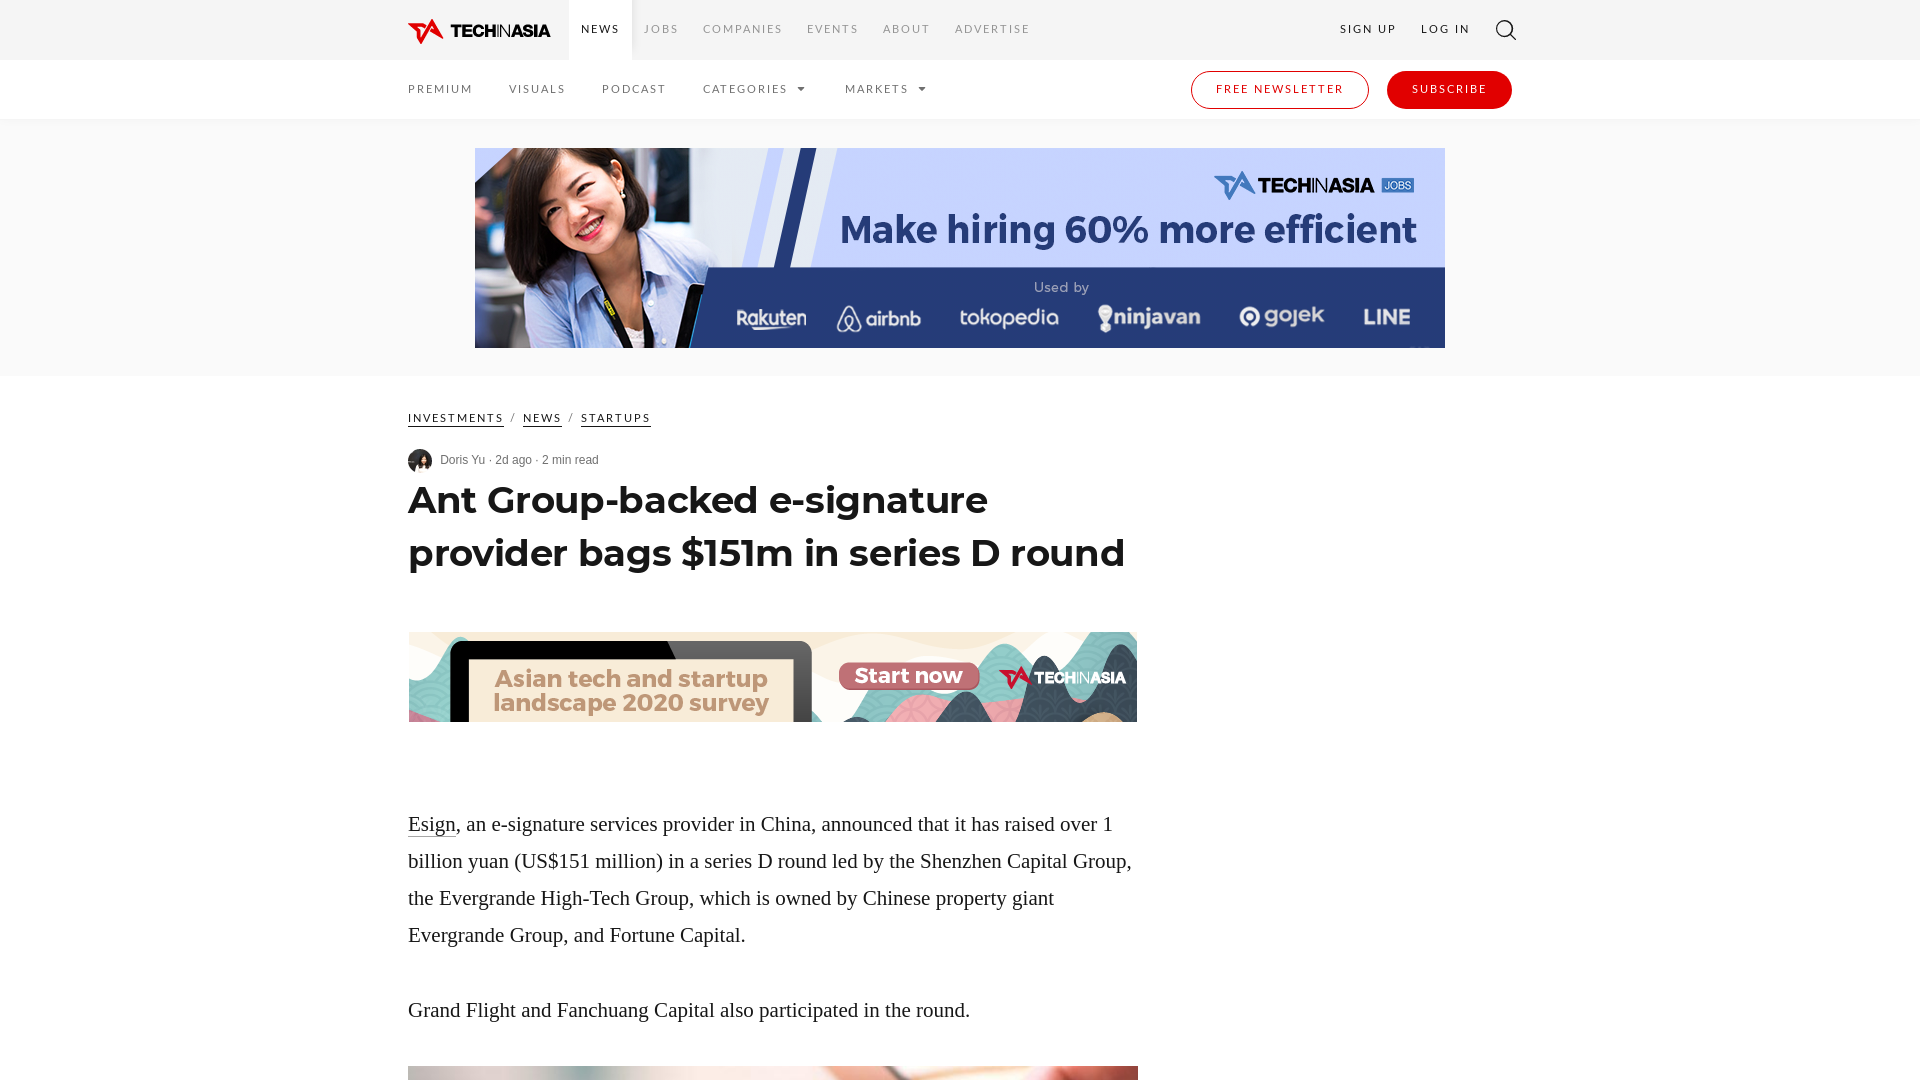 TECHINASIA
NEWS
JOBS
COMPANIES
EVENTS
ABOUT
ADVERTISE
SIGN UP
LOG IN
PREMIUM
VISUALS
PODCAST
CATEGORIES
MARKETS
FREE NEWSLETTER
SUBSCRIBE
TECHINASIA JOBS
Make hiring 60% more efficient
Used by
Rakuten
airbnb
tokopedia
ninjavan
gojek
LINE
INVESTMENTS / NEWS / STARTUPS
Doris Yu · 2d ago · 2 min read
Ant Group-backed e-signature
provider bags $151m in series D round
Asian tech and startup
landscape 2020 survey
Start now
TECHINASIA
Esign, an e-signature services provider in China, announced that it has raised over 1
billion yuan (US$151 million) in a series D round led by the Shenzhen Capital Group,
the Evergrande High-Tech Group, which is owned by Chinese property giant
Evergrande Group, and Fortune Capital.
Grand Flight and Fanchuang Capital also participated in the round.